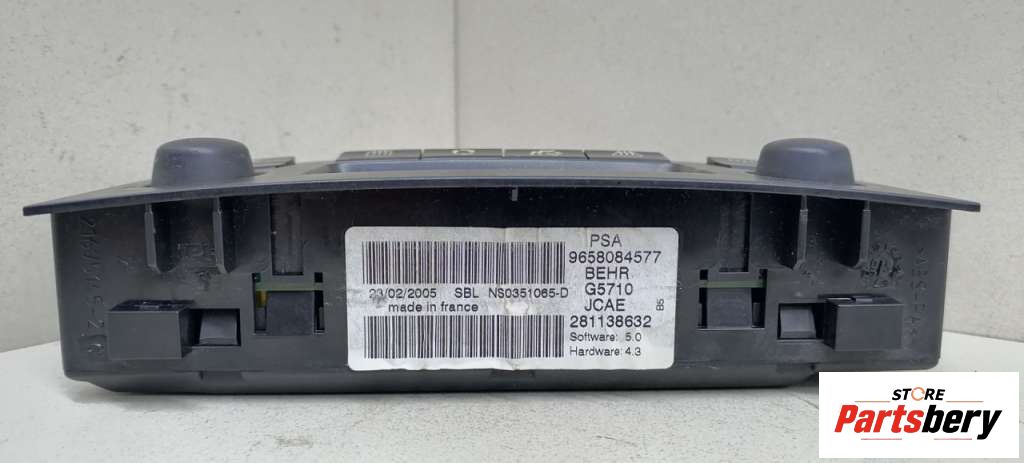 PSA
9658084577
BEHR
G5710
JCAE
BB
281138632
Software: 5.0
Hardware: 4.3
23/02/2005 SBL NS0351065-D
made in france
STORE
Partsbery